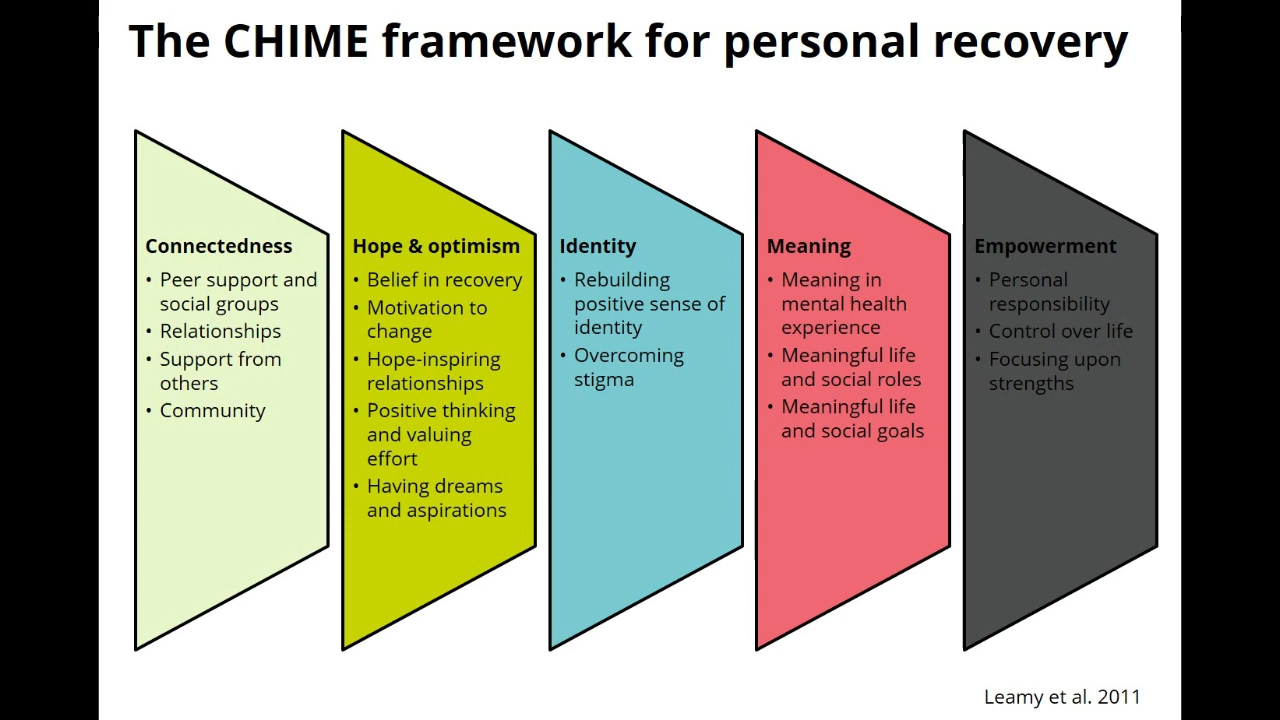 The CHIME framework for personal recovery
Connectedness
• Peer support and
social groups
• Relationships
• Support from
others
• Community
Hope & optimism
• Belief in recovery
• Motivation to
change
• Hope-inspiring
relationships
• Positive thinking
and valuing
effort
• Having dreams
and aspirations
Identity
• Rebuilding
positive sense of
identity
• Overcoming
stigma
Meaning
• Meaning in
mental health
experience
• Meaningful life
and social roles
• Meaningful life
and social goals
Empowerment
• Personal
responsibility
• Control over life
• Focusing upon
strengths
Leamy et al. 2011